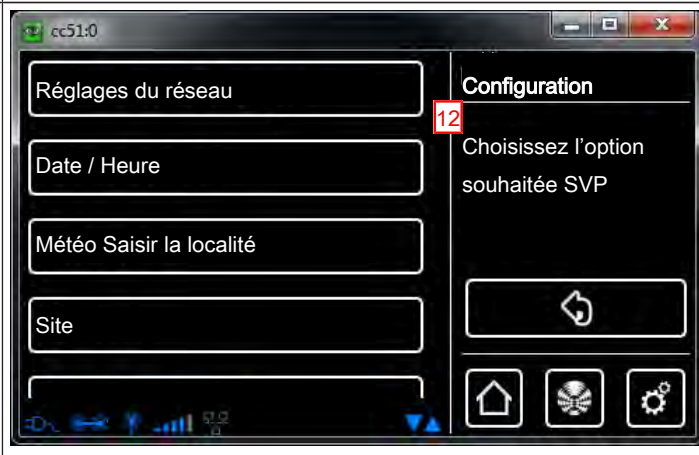 cc51:0
Réglages du réseau
Date / Heure
Météo Saisir la localité
Site
Configuration
12
Choisissez l’option
souhaitée SVP